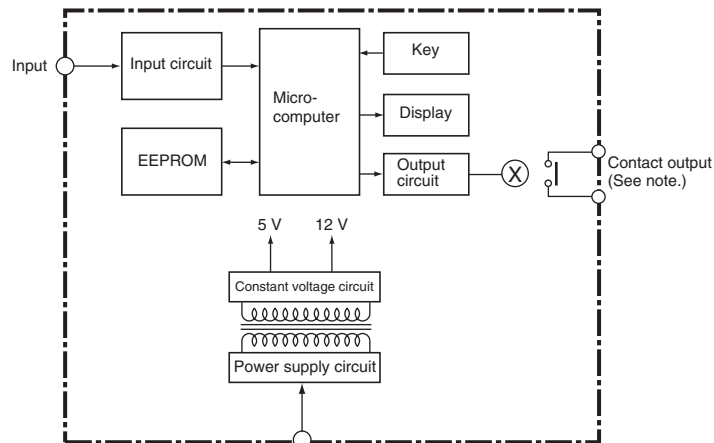 Input
Input circuit
Micro-
computer
Key
Display
EEPROM
Output
circuit
X
Contact output
(See note.)
5 V
12 V
Constant voltage circuit
Power supply circuit